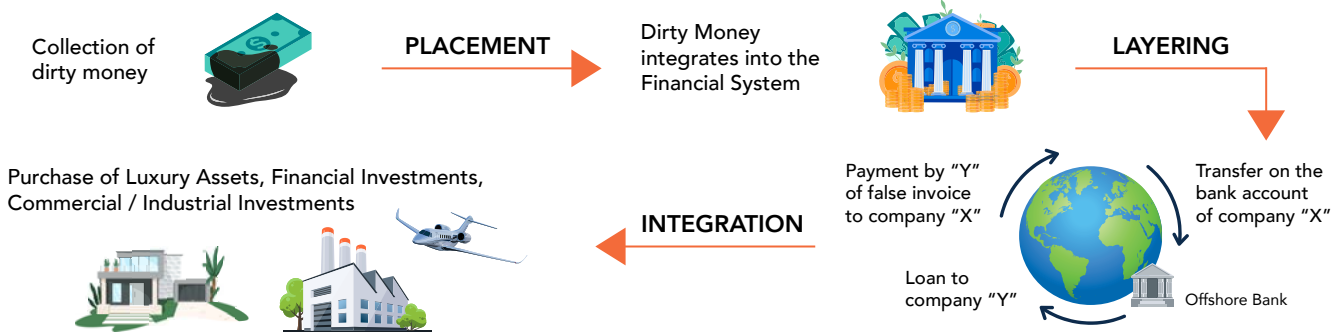 Collection of
dirty money
PLACEMENT
Dirty Money
integrates into the
Financial System
LAYERING
Transfer on the
bank account
of company “X”
Offshore Bank
Loan to
company “Y”
Payment by “Y”
of false invoice
to company “X”
INTEGRATION
Purchase of Luxury Assets, Financial Investments,
Commercial / Industrial Investments